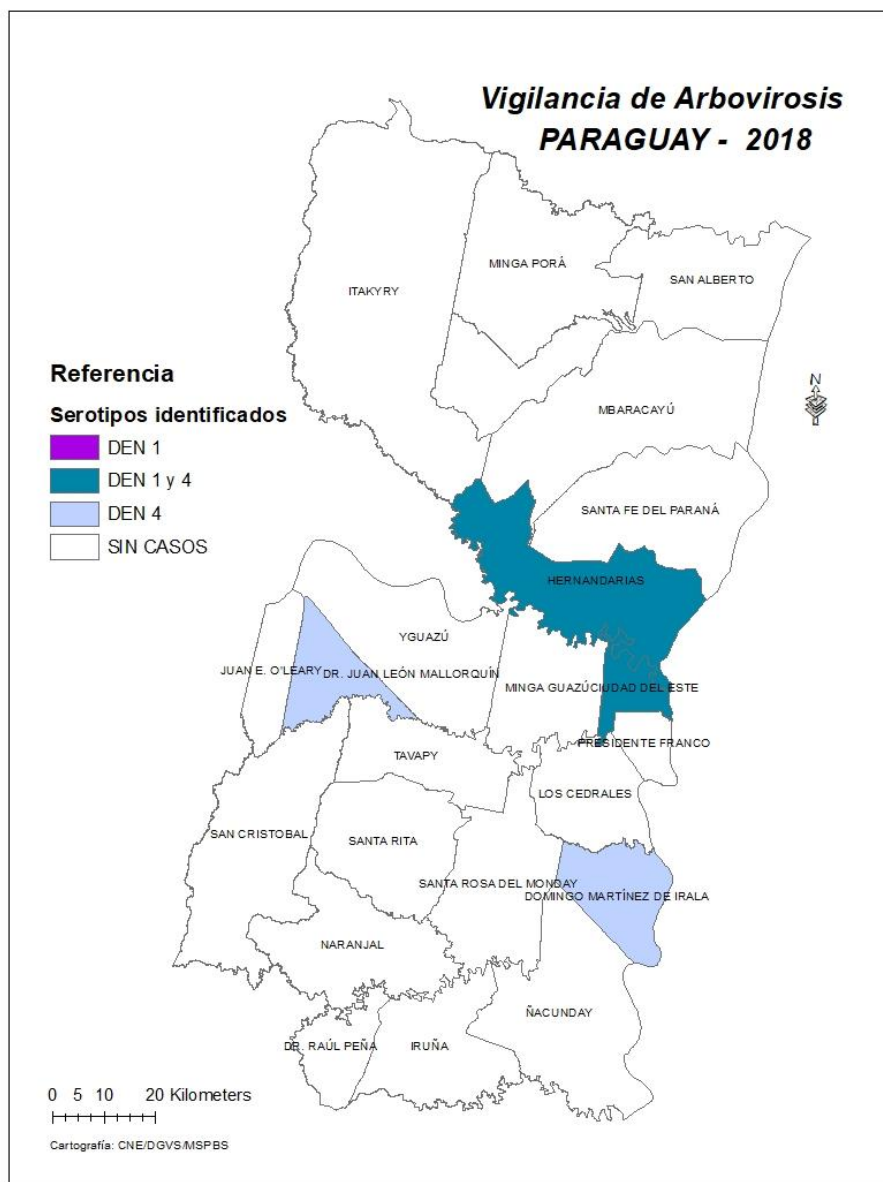 Vigilancia de Arbovirosis
PARAGUAY - 2018
MINGA PORÁ
SAN ALBERTO
ITAKYRY
Referencia
Serotipos identificados
DEN 1
DEN 1 y 4
DEN 4
SIN CASOS
N
MBARACAYÚ
SANTA FE DEL PARANÁ
HERNANDARIAS
YGUAZÚ
JUAN E. O'LEARY
DR. JUAN LEÓN MALLORQUÍN
MINGA GUAZÚ
CIUDAD DEL ESTE
PRESIDENTE FRANCO
TAVAPY
LOS CEDRALES
SAN CRISTOBAL
SANTA RITA
SANTA ROSA DEL MONDAY
DOMINGO MARTÍNEZ DE IRALA
NARANJAL
ÑACUNDAY
DR. RAÚL PEÑA
IRUÑA
0 5 10 20 Kilometers
Cartografía: CNE/DGVS/MSPBS